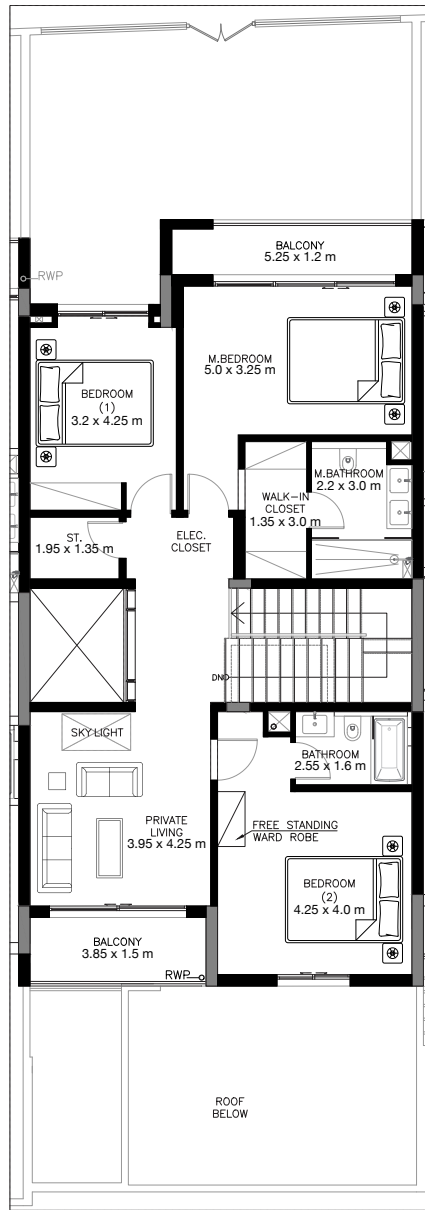 BALCONY
5.25 x 1.2 m
RWP
M.BEDROOM
5.0 x 3.25 m
BEDROOM
(1)
3.2 x 4.25 m
M.BATHROOM
2.2 x 3.0 m
WALK-IN
CLOSET
1.35 x 3.0 m
ST.
1.95 x 1.35 m
ELEC.
CLOSET
DN
SKYLIGHT
BATHROOM
2.55 x 1.6 m
PRIVATE
LIVING
3.95 x 4.25 m
FREE STANDING
WARD ROBE
BEDROOM
(2)
4.25 x 4.0 m
BALCONY
3.85 x 1.5 m
RWP
ROOF
BELOW